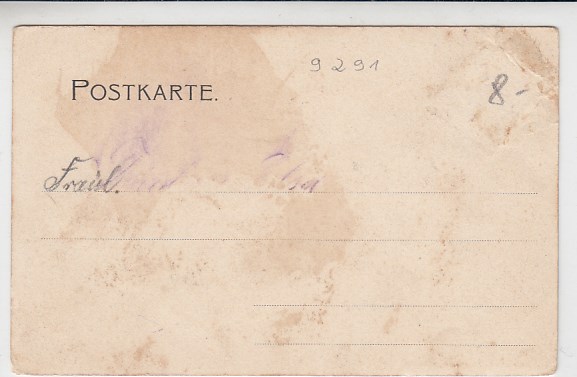 9291
8-
POSTKARTE.
Fräul.